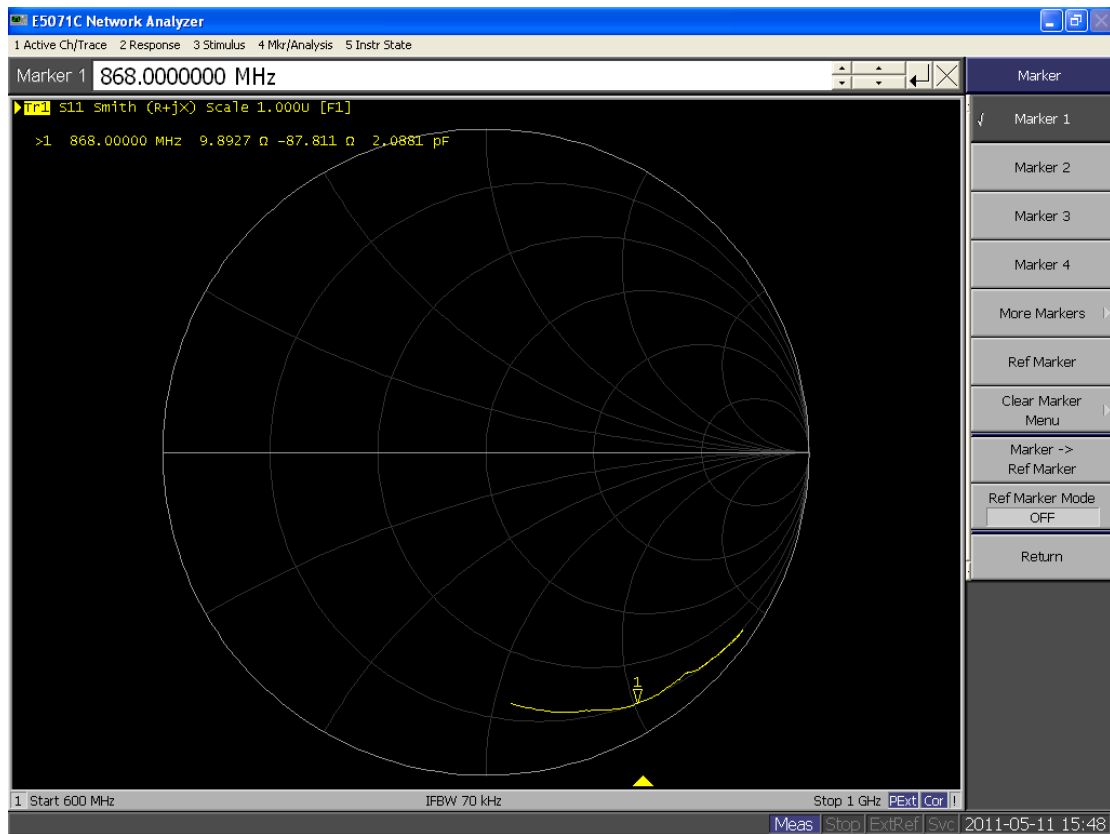 E5071C Network Analyzer
1 Active Ch/Trace 2 Response 3 Stimulus 4 Mkr/Analysis 5 Instr State
Marker 1 868.0000000 MHz
Tr1 S11 Smith (R+jX) Scale 1.000U [F1]
>1 868.00000 MHz 9.8927 Ω -87.811 Ω 2.0881 pF
1
1 Start 600 MHz IFBW 70 kHz Stop 1 GHz PExt Cor !
Marker
√ Marker 1
Marker 2
Marker 3
Marker 4
More Markers
Ref Marker
Clear Marker
Menu
Marker ->
Ref Marker
Ref Marker Mode
OFF
Return
Meas Stop ExtRef Svc 2011-05-11 15:48